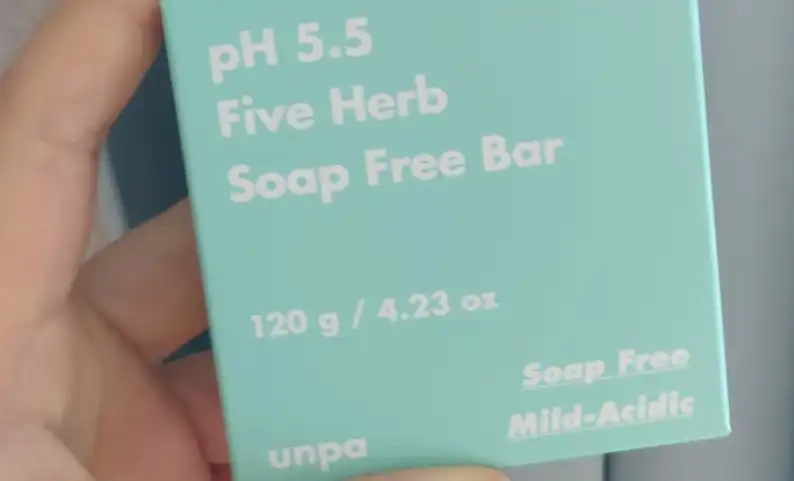 pH 5.5
Five Herb
Soap Free Bar
120 g / 4.23 oz
Soap Free
Mild-Acidic
unpa